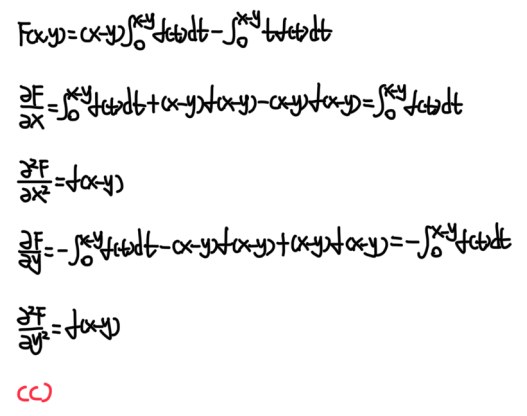 F(x,y)=(x-y)∫₀^{x-y}f(t)dt-∫₀^{x-y}tf(t)dt
∂F/∂x=∫₀^{x-y}f(t)dt+(x-y)f(x-y)-(x-y)f(x-y)=∫₀^{x-y}f(t)dt
∂²F/∂x²=f(x-y)
∂F/∂y=-∫₀^{x-y}f(t)dt-(x-y)f(x-y)+(x-y)f(x-y)=-∫₀^{x-y}f(t)dt
∂²F/∂y²=f(x-y)
(C)